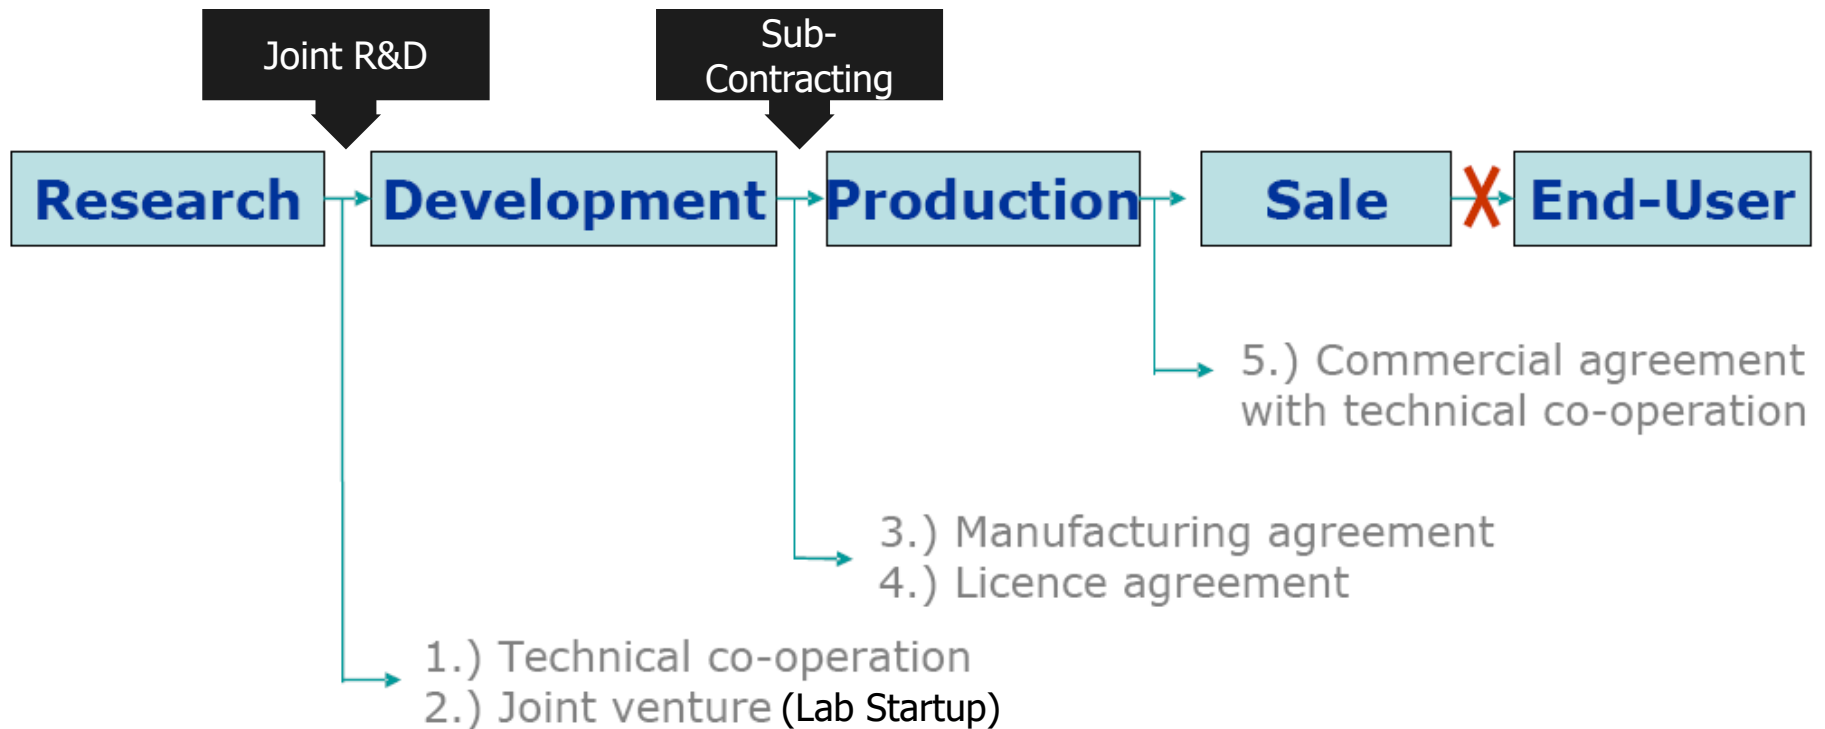 Joint R&D
Sub-
Contracting
Research
Development
Production
Sale
End-User
5.) Commercial agreement
with technical co-operation
3.) Manufacturing agreement
4.) Licence agreement
1.) Technical co-operation
2.) Joint venture (Lab Startup)